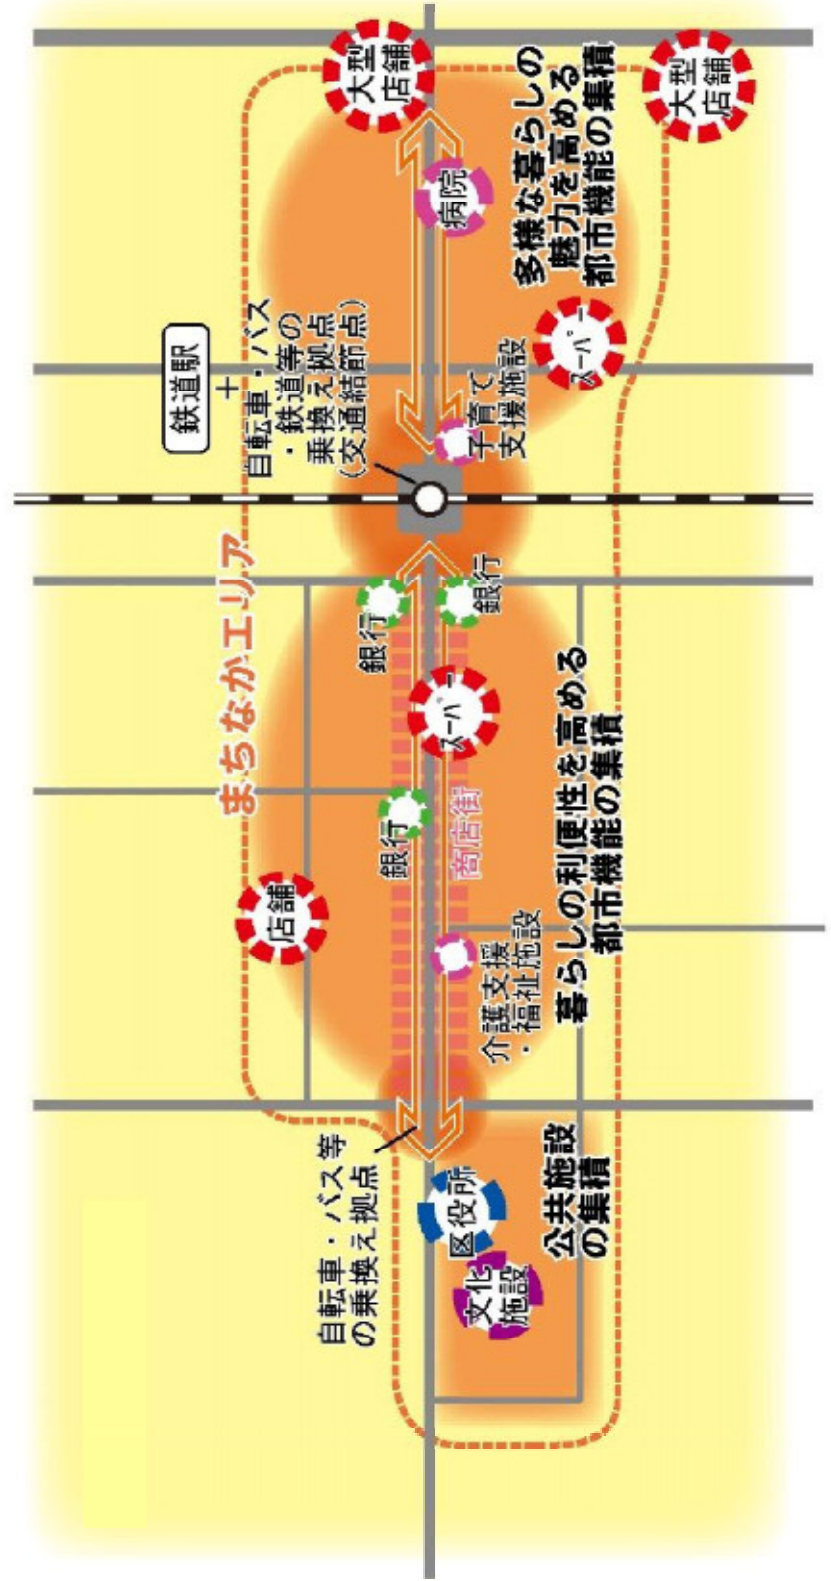 自転車・バス等
の乗換え拠点
文化
施設
区役所
公共施設
の集積
まちなかエリア
店舗
銀行
銀行
銀行
スーパー
商店街
介護支援
・福祉施設
暮らしの利便性を高める
都市機能の集積
鉄道駅
+
自転車・バス
・鉄道等の
乗換え拠点
(交通結節点)
子育て
支援施設
大型
店舗
病院
スーパー
多様な暮らしの
魅力を高める
都市機能の集積
大型
店舗